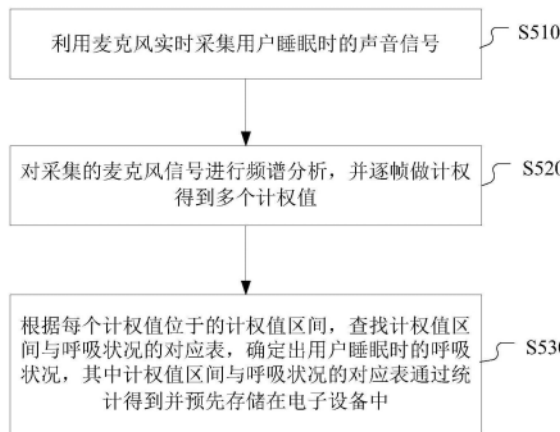 利用麦克风实时采集用户睡眠时的声音信号
S510
对采集的麦克风信号进行频谱分析，并逐帧做计权
得到多个计权值
S520
根据每个计权值位于的计权值区间，查找计权值区
间与呼吸状况的对应表，确定出用户睡眠时的呼吸
状况，其中计权值区间与呼吸状况的对应表通过统
计得到并预先存储在电子设备中
S530